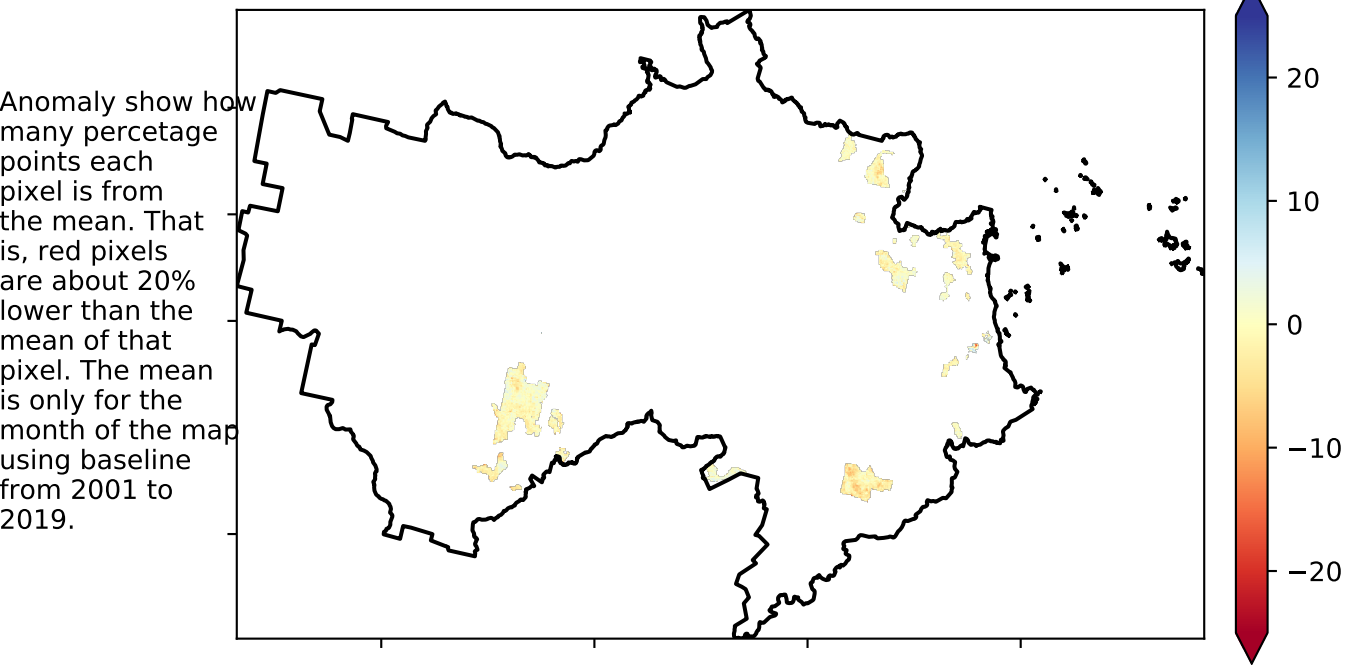 Anomaly show how
many percetage
points each
pixel is from
the mean. That
is, red pixels
are about 20%
lower than the
mean of that
pixel. The mean
is only for the
month of the map
using baseline
from 2001 to
2019.
20
10
0
−10
−20